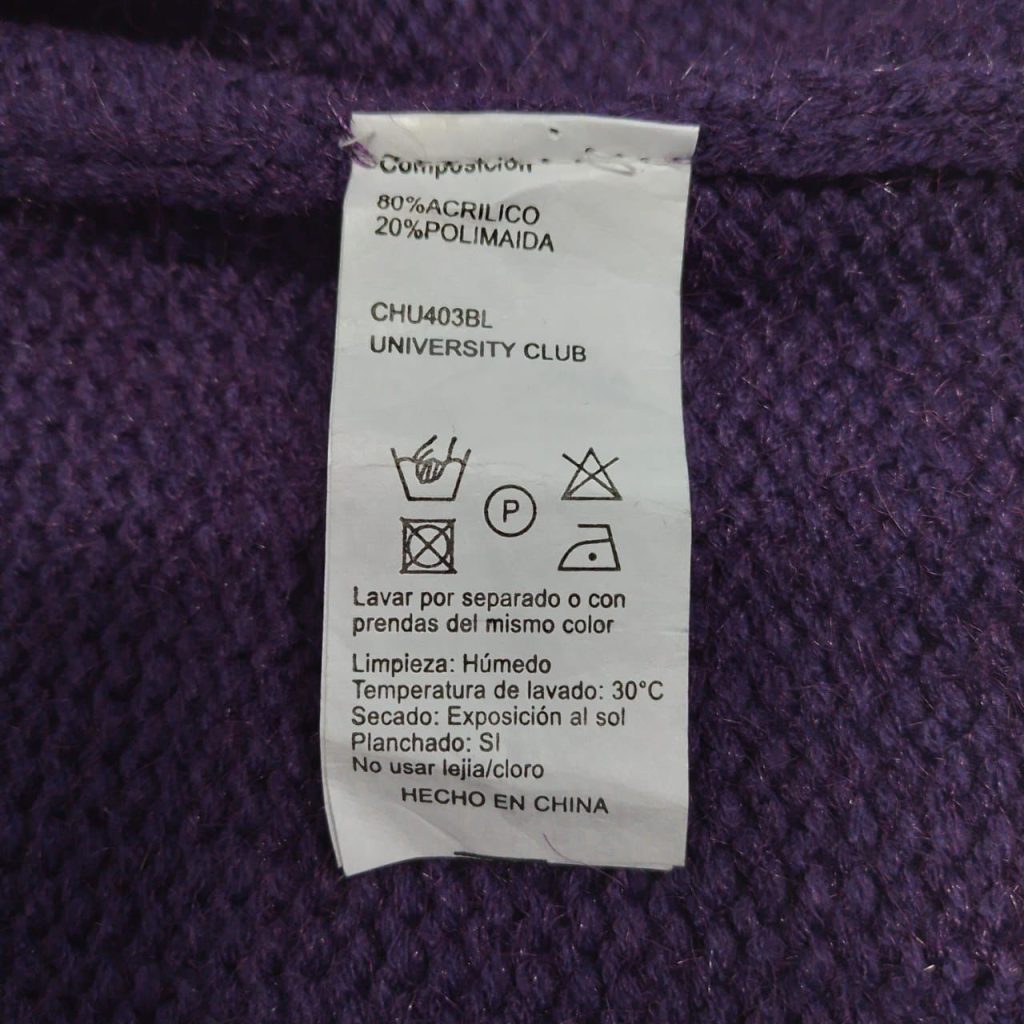 Composición
80%ACRILICO
20%POLIMAIDA
CHU403BL
UNIVERSITY CLUB
P
Lavar por separado o con
prendas del mismo color
Limpieza: Húmedo
Temperatura de lavado: 30°C
Secado: Exposición al sol
Planchado: SI
No usar lejia/cloro
HECHO EN CHINA